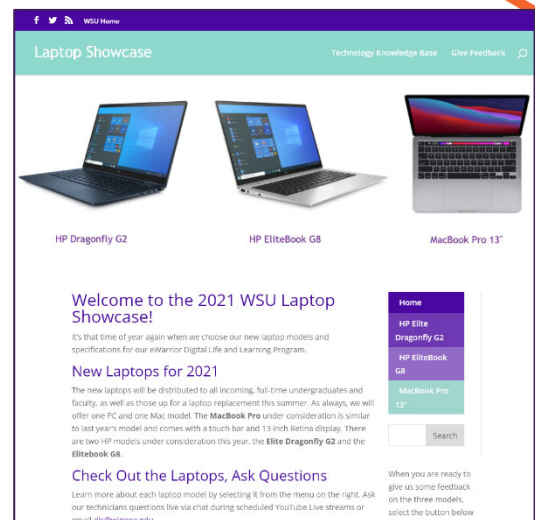 WSU Home
Laptop Showcase
Technology Knowledge Base Give Feedback
HP Dragonfly G2
HP EliteBook G8
MacBook Pro 13"
Welcome to the 2021 WSU Laptop
Showcase!
It's that time of year again when we choose our new laptop models and
specifications for our eWarrior Digital Life and Learning Program.
New Laptops for 2021
The new laptops will be distributed to all incoming, full-time undergraduates and
faculty, as well as those up for a laptop replacement this summer. As always, we will
offer one PC and one Mac model. The MacBook Pro under consideration is similar
to last year's model and comes with a touch bar and 13-inch Retina display. There
are two HP models under consideration this year, the Elite Dragonfly G2 and the
Elitebook G8.
Check Out the Laptops, Ask Questions
Learn more about each laptop model by selecting it from the menu on the right. Ask
our technicians questions live via chat during scheduled YouTube Live streams or
Home
HP Elite
Dragonfly G2
HP EliteBook
G8
MacBook Pro
13"
Search
When you are ready to
give us some feedback
on the three models,
select the button below